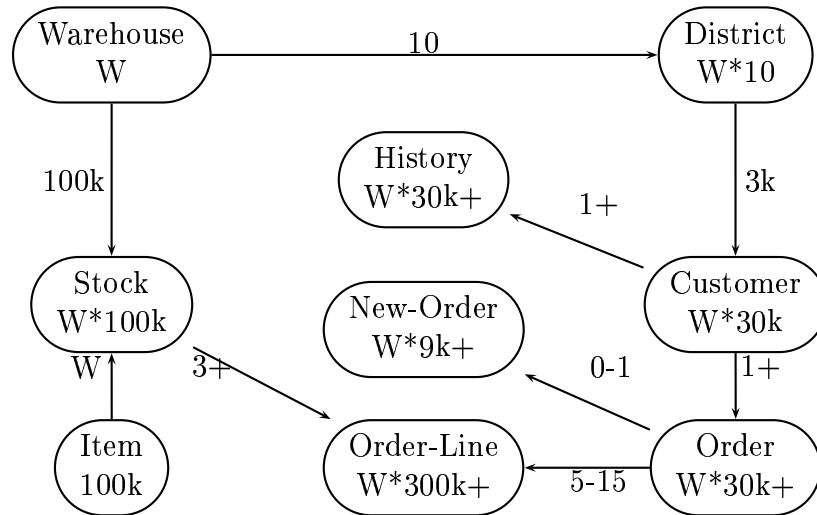 Warehouse
W
10
District
W*10
100k
History
W*30k+
1+
3k
Stock
W*100k
New-Order
W*9k+
Customer
W*30k
W
3+
0-1
1+
Item
100k
Order-Line
W*300k+
5-15
Order
W*30k+